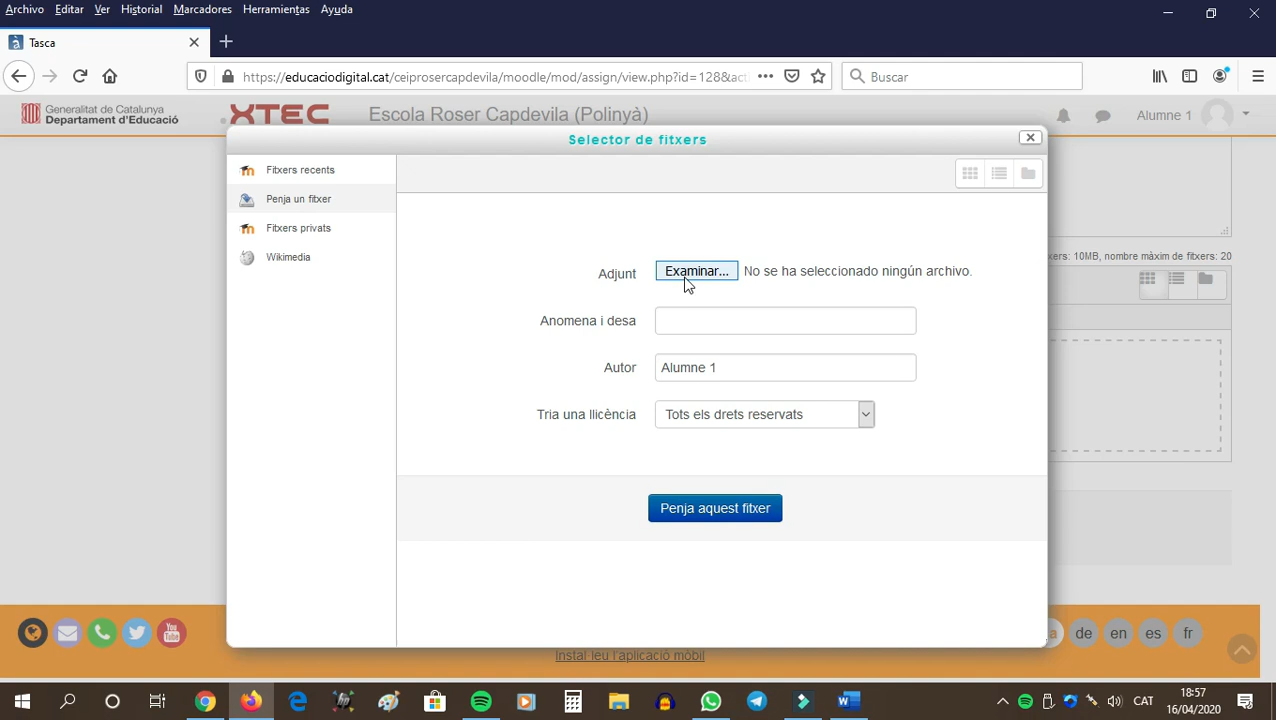 Archivo Editar Ver Historial Marcadores Herramientas Ayuda
Tasca
https://educaciodigital.cat/ceiprosercapdevila/moodle/mod/assign/view.php?id=128&act
Buscar
Generalitat de Catalunya
Departament d'Educació
XTEC
Escola Roser Capdevila (Polinyà)
Alumne 1
Selector de fitxers
Fitxers recents
Penja un fitxer
Fitxers privats
Wikimedia
xers: 10MB, nombre màxim de fitxers: 20
Adjunt
Examinar... No se ha seleccionado ningún archivo.
Anomena i desa
Autor
Alumne 1
Tria una llicència
Tots els drets reservats
Penja aquest fitxer
You Tube
a de en es fr
Instal·leu l'aplicació mòbil
CAT
18:57
16/04/2020